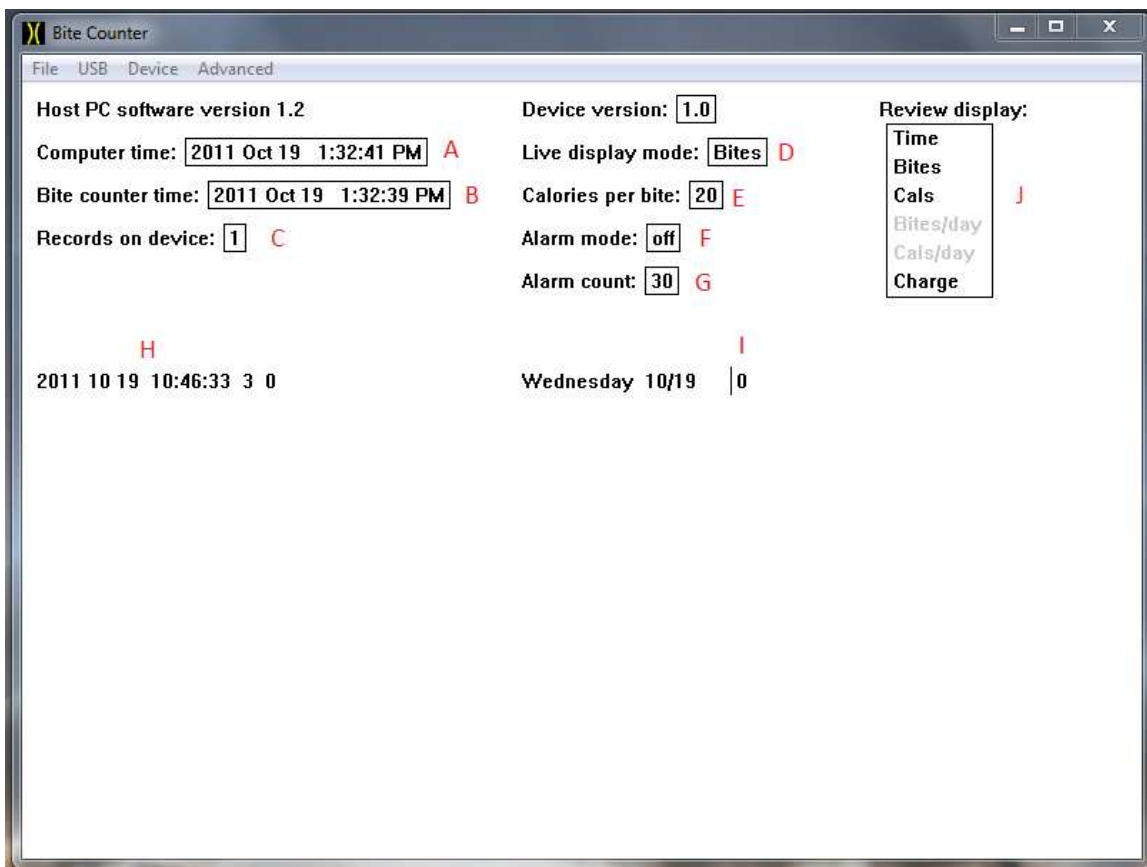 Bite Counter
File USB Device Advanced
Host PC software version 1.2
Computer time: 2011 Oct 19 1:32:41 PM A
Bite counter time: 2011 Oct 19 1:32:39 PM B
Records on device: 1 C
Device version: 1.0
Live display mode: Bites D
Calories per bite: 20 E
Alarm mode: off F
Alarm count: 30 G
Review display:
Time
Bites
Cals J
Bites/day
Cals/day
Charge
H
2011 10 19 10:46:33 3 0
I
Wednesday 10/19 0